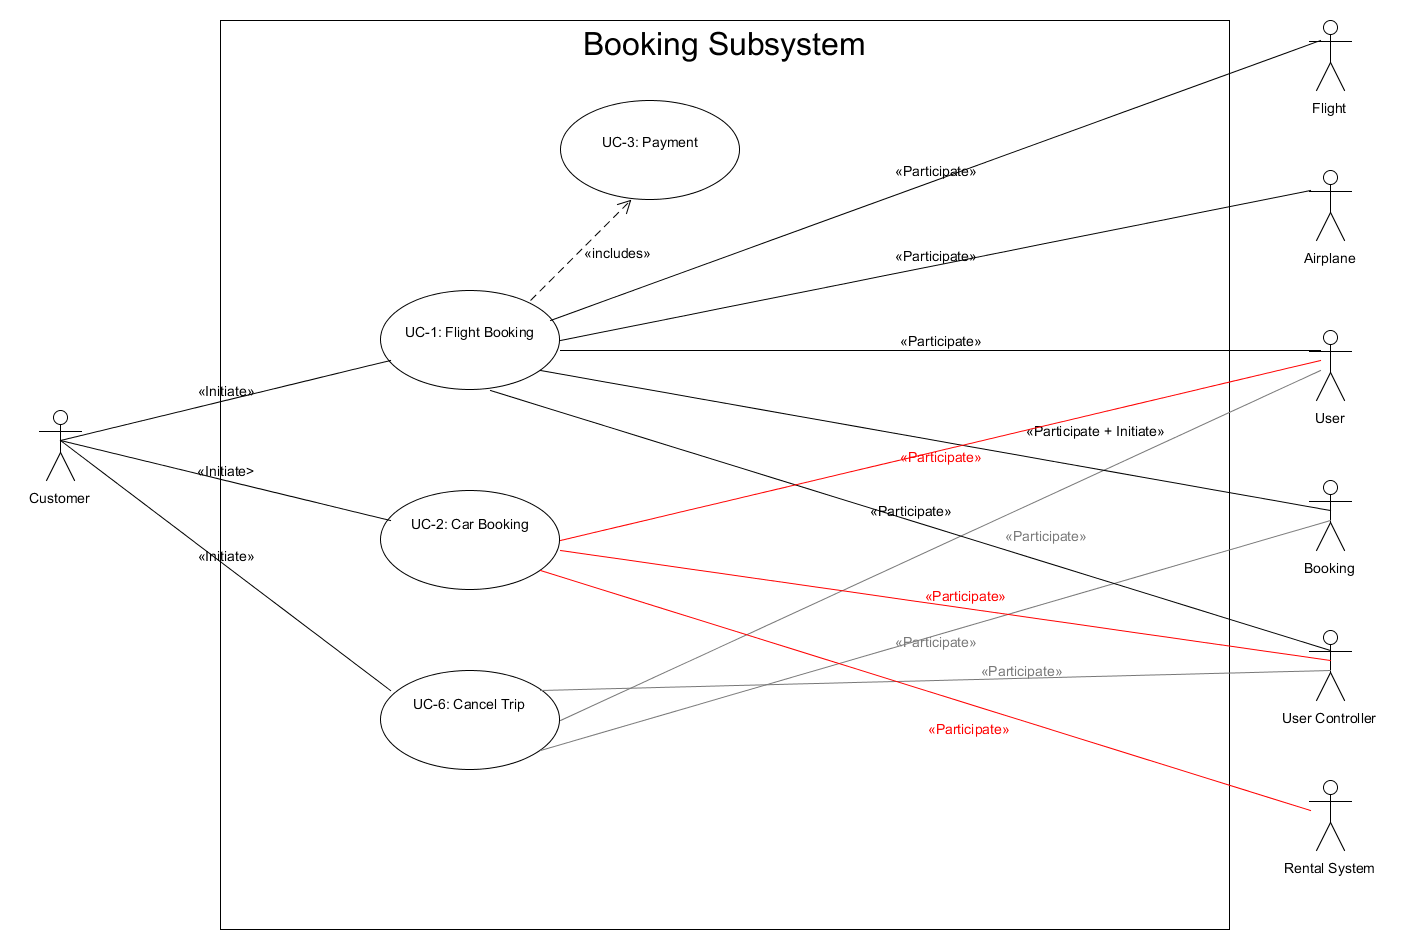 Booking Subsystem
Flight
UC-3: Payment
«Participate»
«includes»
«Participate»
Airplane
UC-1: Flight Booking
«Participate»
«Initiate»
User
«Participate + Initiate»
«Participate»
«Initiate>
Customer
«Participate»
UC-2: Car Booking
«Participate»
Booking
«Participate»
«Initiate»
«Participate»
«Participate»
UC-6: Cancel Trip
User Controller
«Participate»
Rental System